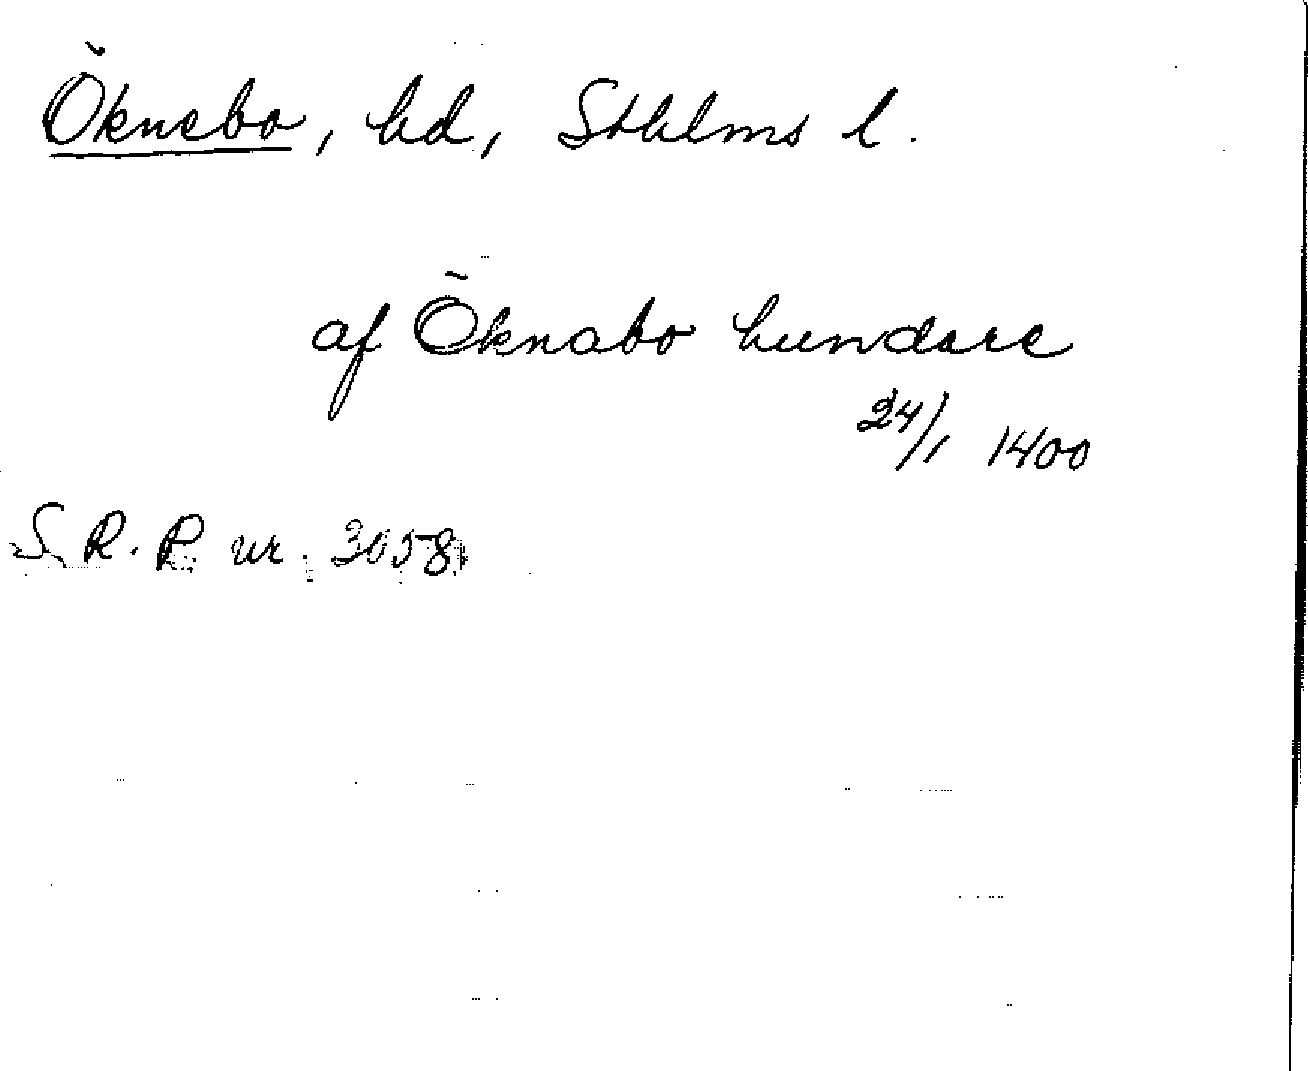 Öknebo, hd, Sthlms l.
af Öknabo hundare
24/1 1400
S. R. P. nr. 3058